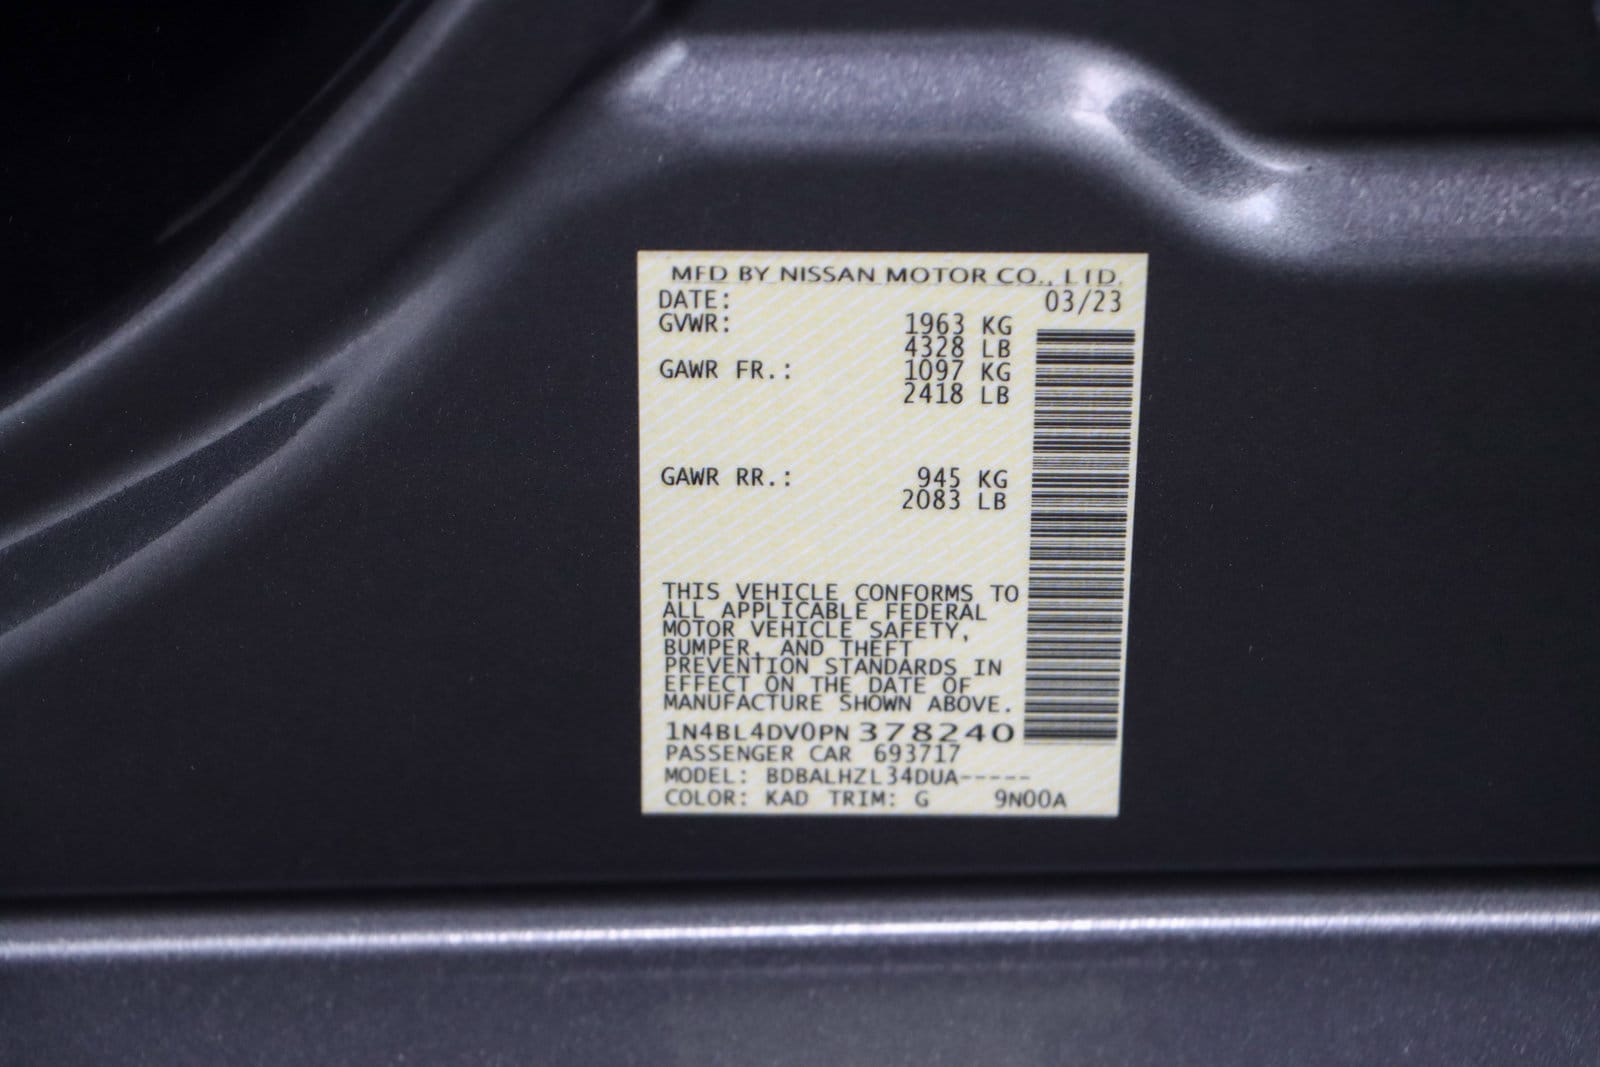 MFD BY NISSAN MOTOR CO., LTD.
DATE: 03/23
GVWR: 1963 KG
4328 LB
GAWR FR.: 1097 KG
2418 LB
GAWR RR.: 945 KG
2083 LB
THIS VEHICLE CONFORMS TO
ALL APPLICABLE FEDERAL
MOTOR VEHICLE SAFETY,
BUMPER, AND THEFT
PREVENTION STANDARDS IN
EFFECT ON THE DATE OF
MANUFACTURE SHOWN ABOVE.
1N4BL4DV0PN378240
PASSENGER CAR 693717
MODEL: BDBALHZL34DUA-----
COLOR: KAD TRIM: G 9N00A